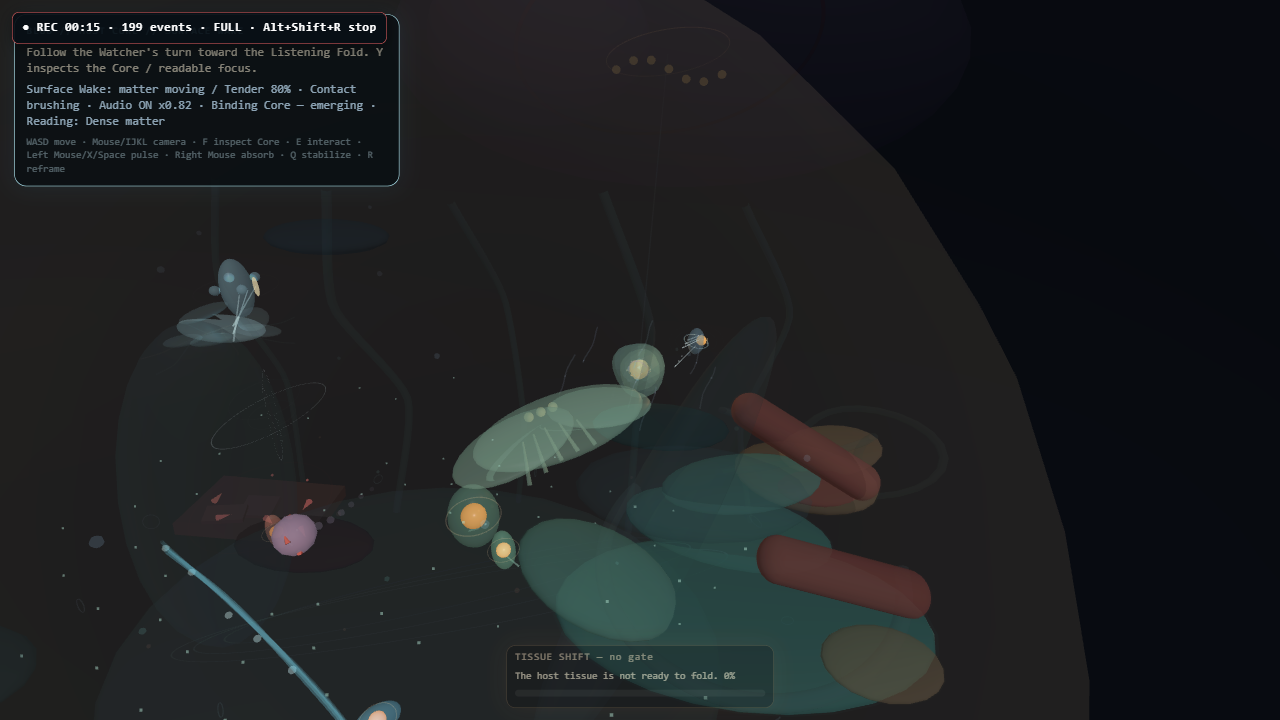 ● REC 00:15 · 199 events · FULL · Alt+Shift+R stop
Follow the Watcher's turn toward the Listening Fold. Y
inspects the Core / readable focus.
Surface Wake: matter moving / Tender 80% · Contact
brushing · Audio ON x0.82 · Binding Core — emerging ·
Reading: Dense matter
WASD move · Mouse/IJKL camera · F inspect Core · E interact ·
Left Mouse/X/Space pulse · Right Mouse absorb · Q stabilize · R
reframe
TISSUE SHIFT — no gate
The host tissue is not ready to fold. 0%